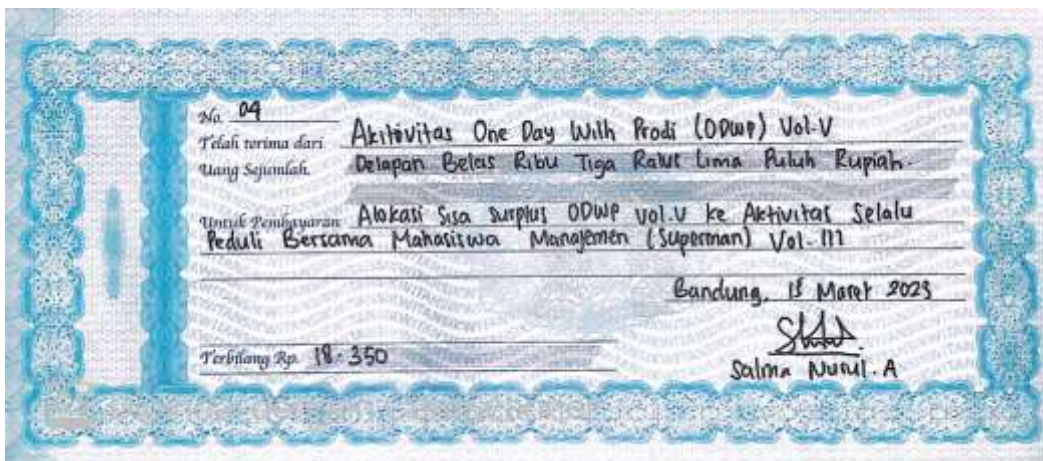 No. 04
Telah terima dari Akitivitas One Day With Prodi (ODWP) Vol.V
Uang Sejumlah Delapan Belas Ribu Tiga Ratus Lima Puluh Rupiah.
Untuk Pembayaran Alokasi Sisa Surplus ODWP Vol.V ke Aktivitas Selalu
Peduli Bersama Mahasiswa Manajemen (Superman) Vol. III
Bandung, Maret 2023
Terbilang Rp. 18.350
Salma Nurul. A